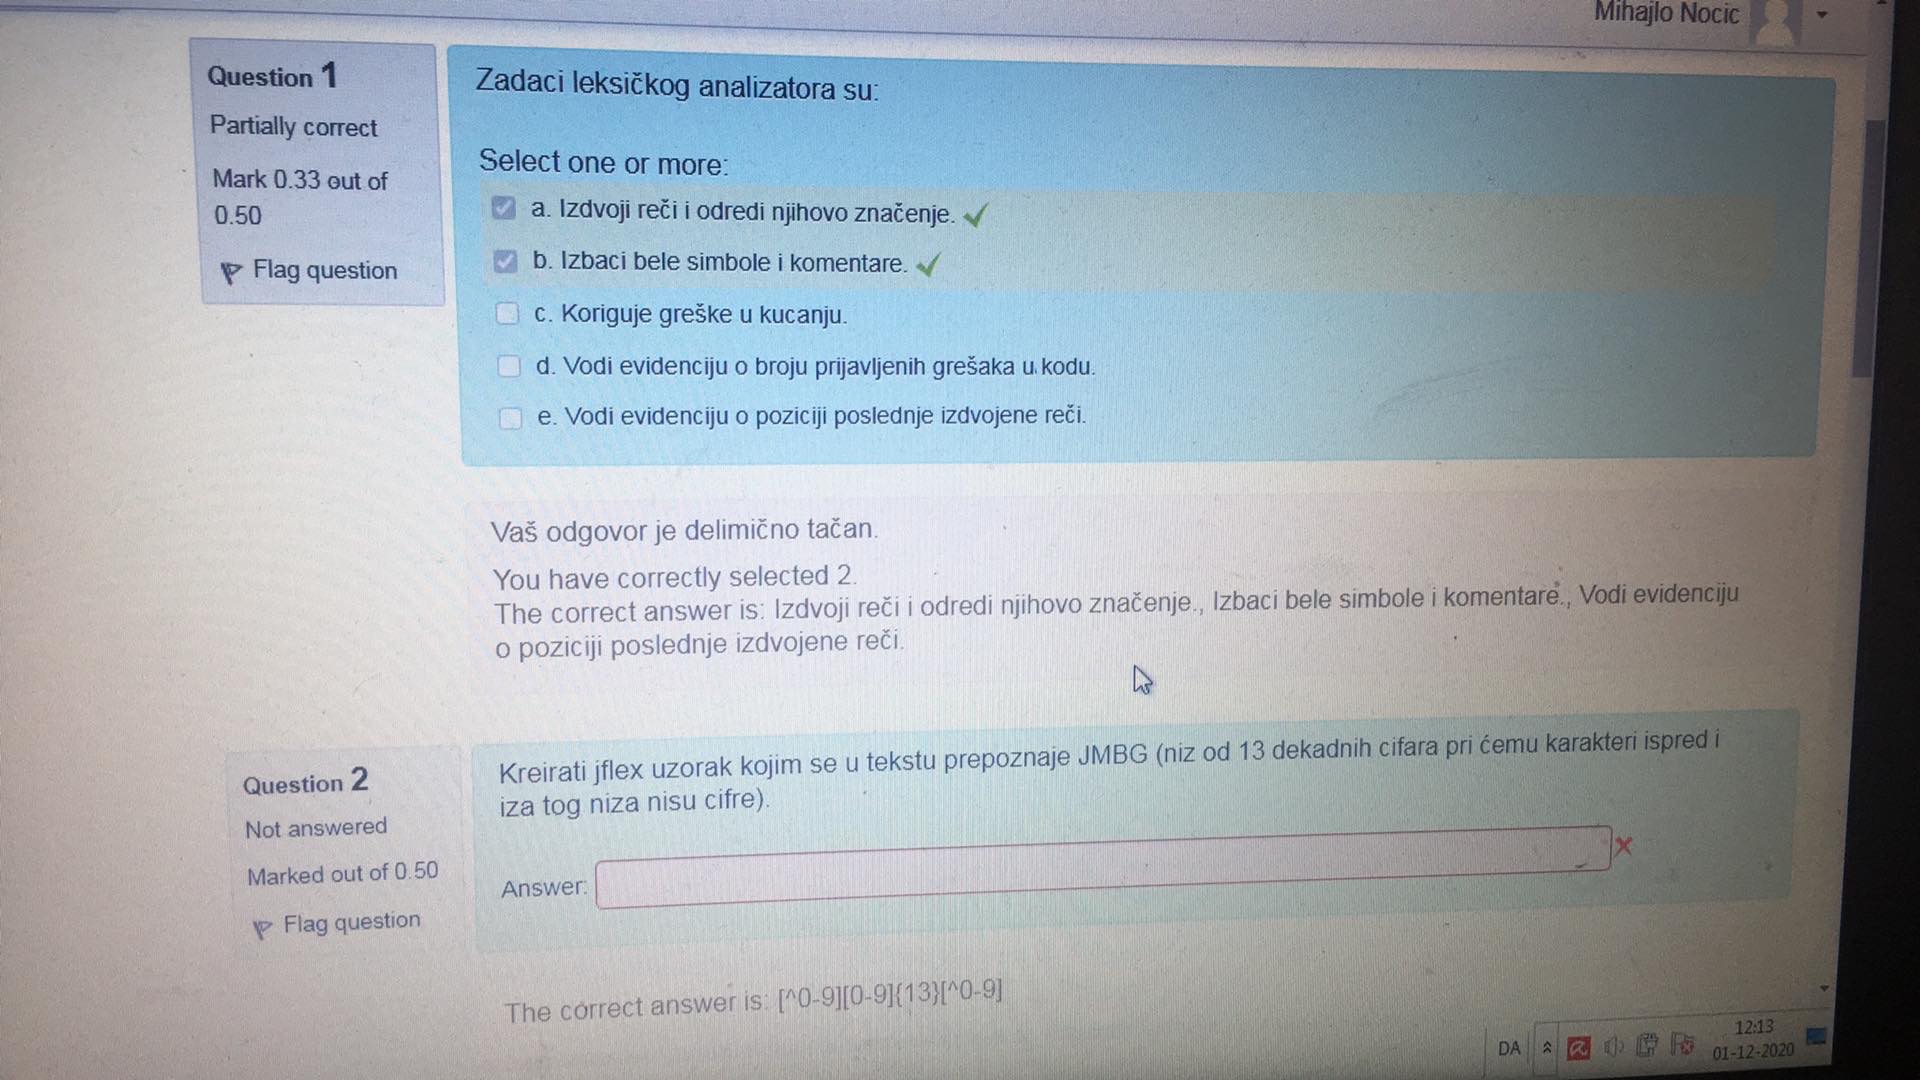 Mihajlo Nocic
Question 1
Partially correct
Mark 0.33 out of
0.50
Flag question
Zadaci leksičkog analizatora su:
Select one or more:
a. Izdvoji reči i odredi njihovo značenje.
b. Izbaci bele simbole i komentare.
c. Koriguje greške u kucanju.
d. Vodi evidenciju o broju prijavljenih grešaka u kodu.
e. Vodi evidenciju o poziciji poslednje izdvojene reči.
Vaš odgovor je delimično tačan.
You have correctly selected 2.
The correct answer is: Izdvoji reči i odredi njihovo značenje., Izbaci bele simbole i komentare., Vodi evidenciju
o poziciji poslednje izdvojene reči.
Question 2
Not answered
Marked out of 0.50
Flag question
Kreirati jflex uzorak kojim se u tekstu prepoznaje JMBG (niz od 13 dekadnih cifara pri ćemu karakteri ispred i
iza tog niza nisu cifre).
Answer:
The correct answer is: [^0-9][0-9]{13}[^0-9]
DA
12:13
01-12-2020